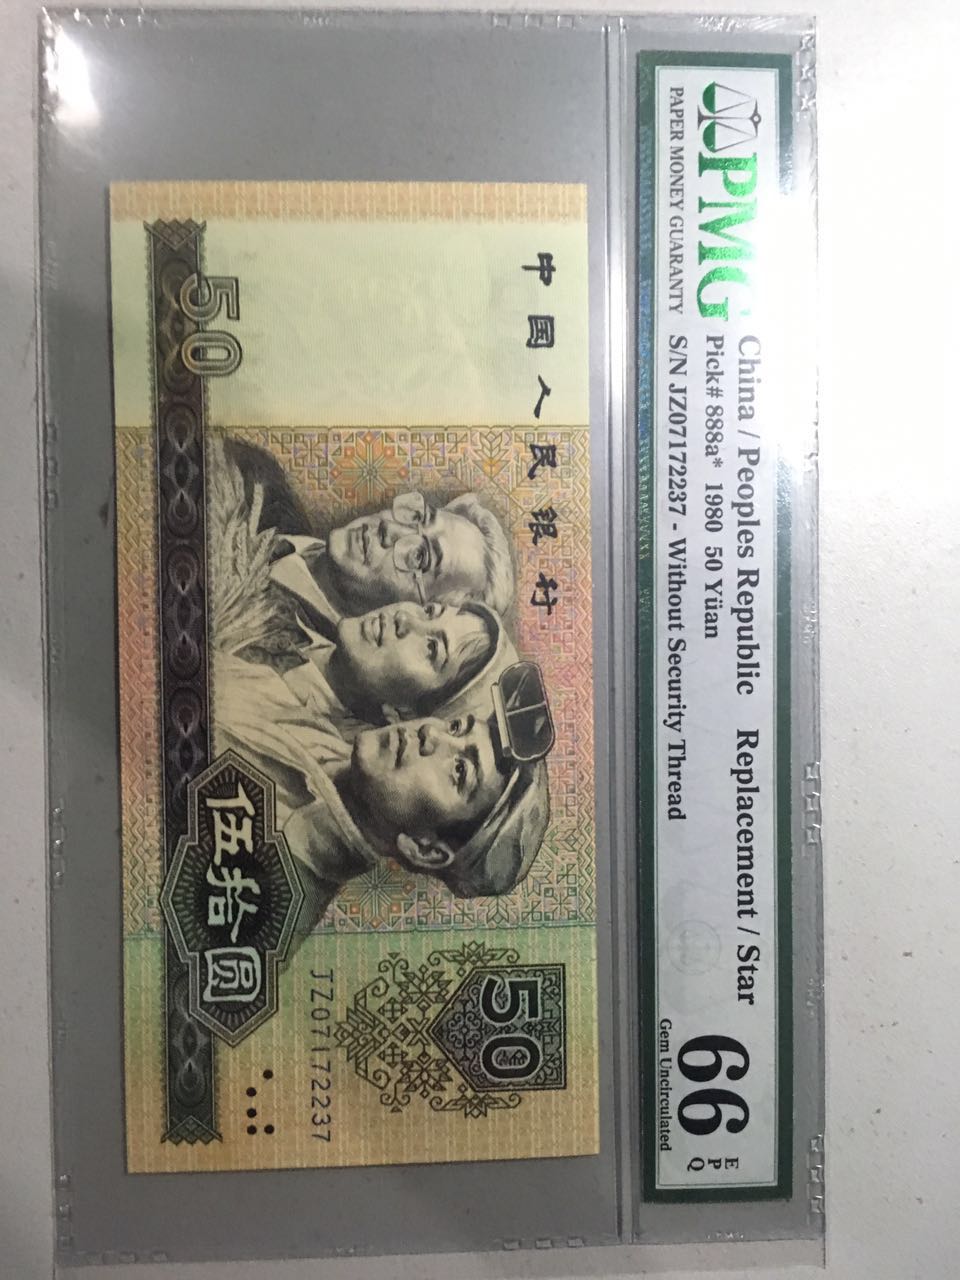 PMG
PAPER MONEY GUARANTY
China / Peoples Republic Replacement / Star
Pick# 888a* 1980 50 Yüan
S/N JZ07172237 - Without Security Thread
66
EPQ
Gem Uncirculated
中国人民银行
50
50
伍拾圆
JZ07172237